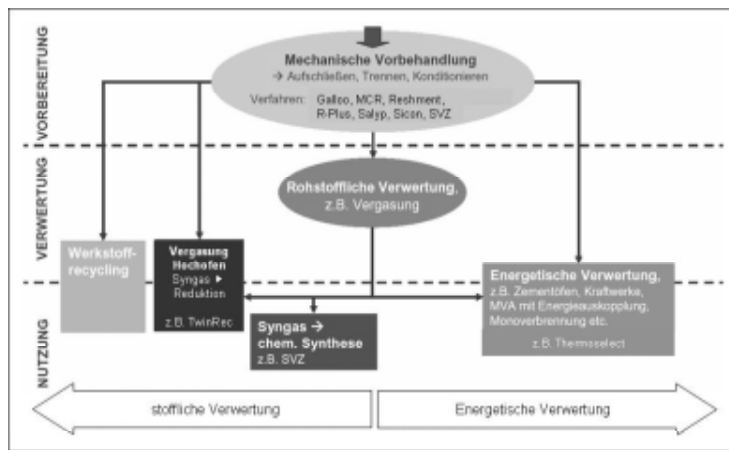 VORBEREITUNG
Mechanische Vorbehandlung
→ Aufschließen, Trennen, Konditionieren
Verfahren: Galloo, MCR, Reshment,
R-Plus, Salyp, Sicon, SVZ
VERWERTUNG
Rohstoffliche Verwertung,
z.B. Vergasung
Werkstoff-
recycling
Vergasung
Hochofen
Syngas ►
Reduktion
z.B. TwinRec
Energetische Verwertung,
z.B. Zementöfen, Kraftwerke,
MVA mit Energieauskopplung,
Monoverbrennung etc.
z.B. Thermoselect
NUTZUNG
Syngas →
chem. Synthese
z.B. SVZ
stoffliche Verwertung
Energetische Verwertung